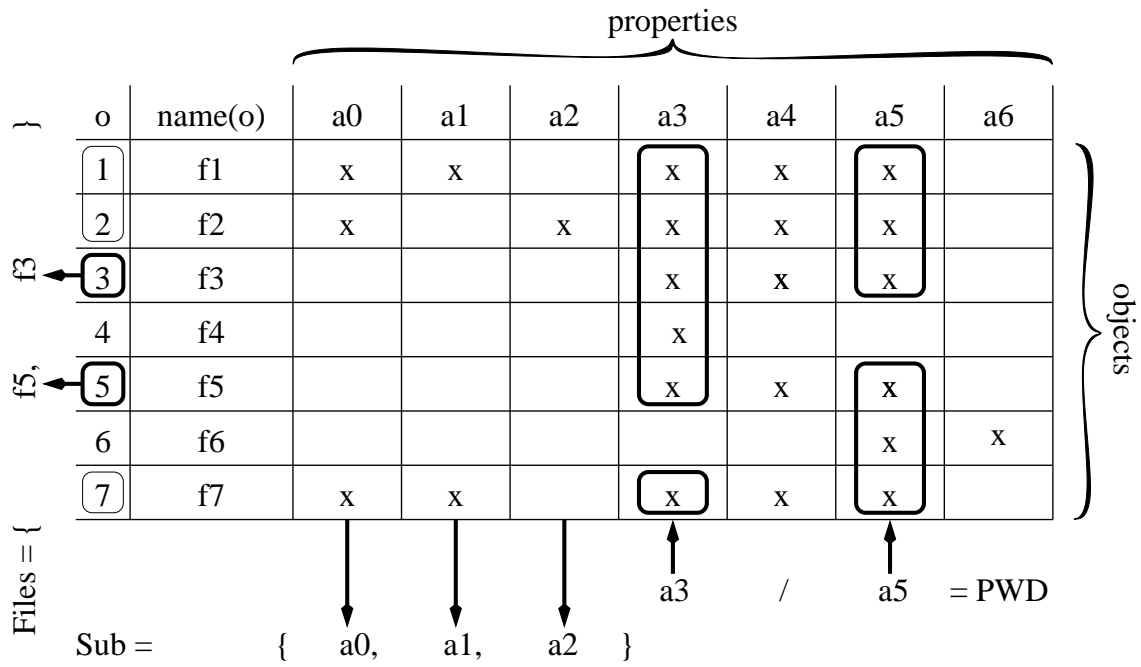 properties
o name(o) a0 a1 a2 a3 a4 a5 a6
1 f1 x x x x x
2 f2 x x x x x
3 f3 x x x
4 f4 x
5 f5 x x x
6 f6 x x
7 f7 x x x x x
objects
Files = { f5, f3 }
a3 / a5 = PWD
Sub = { a0, a1, a2 }